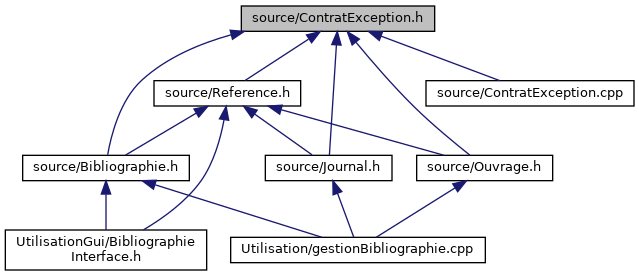 source/ContratException.h
source/Reference.h
source/ContratException.cpp
source/Bibliographie.h
source/Journal.h
source/Ouvrage.h
UtilisationGui/Bibliographie
Interface.h
Utilisation/gestionBibliographie.cpp